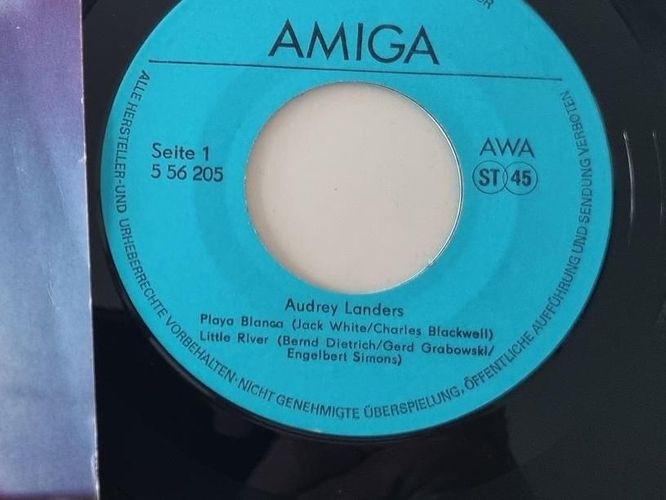 AMIGA
Seite 1
5 56 205
AWA
ST 45
Audrey Landers
Playa Blanca (Jack White/Charles Blackwell)
Little River (Bernd Dietrich/Gerd Grabowski/
Engelbert Simons)
ALLE HERSTELLER- UND URHEBERRECHTE VORBEHALTEN · NICHT GENEHMIGTE ÜBERSPIELUNG, ÖFFENTLICHE AUFFÜHRUNG UND SENDUNG VERBOTEN